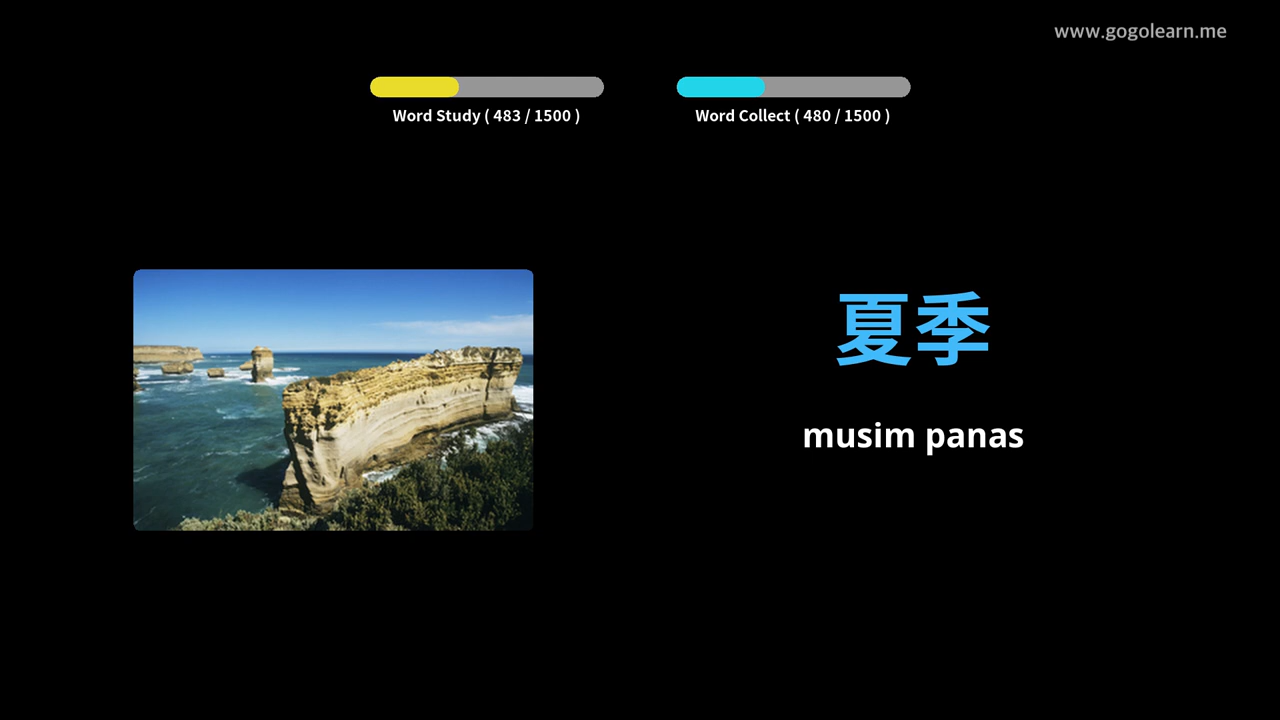 www.gogolearn.me
Word Study ( 483 / 1500 )
Word Collect ( 480 / 1500 )
夏季
musim panas